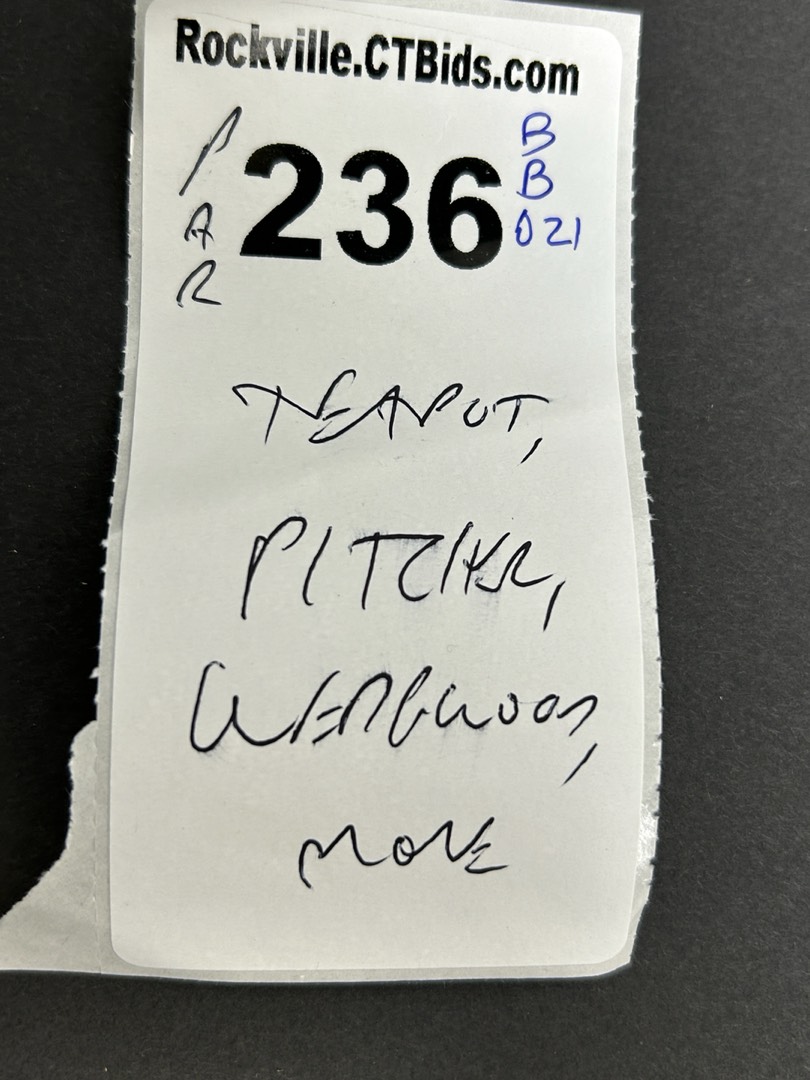 Rockville.CTBids.com
P
A
R
236
B
B
021
TEAPOT,
PITCHER,
WEDGWOOD,
MORE